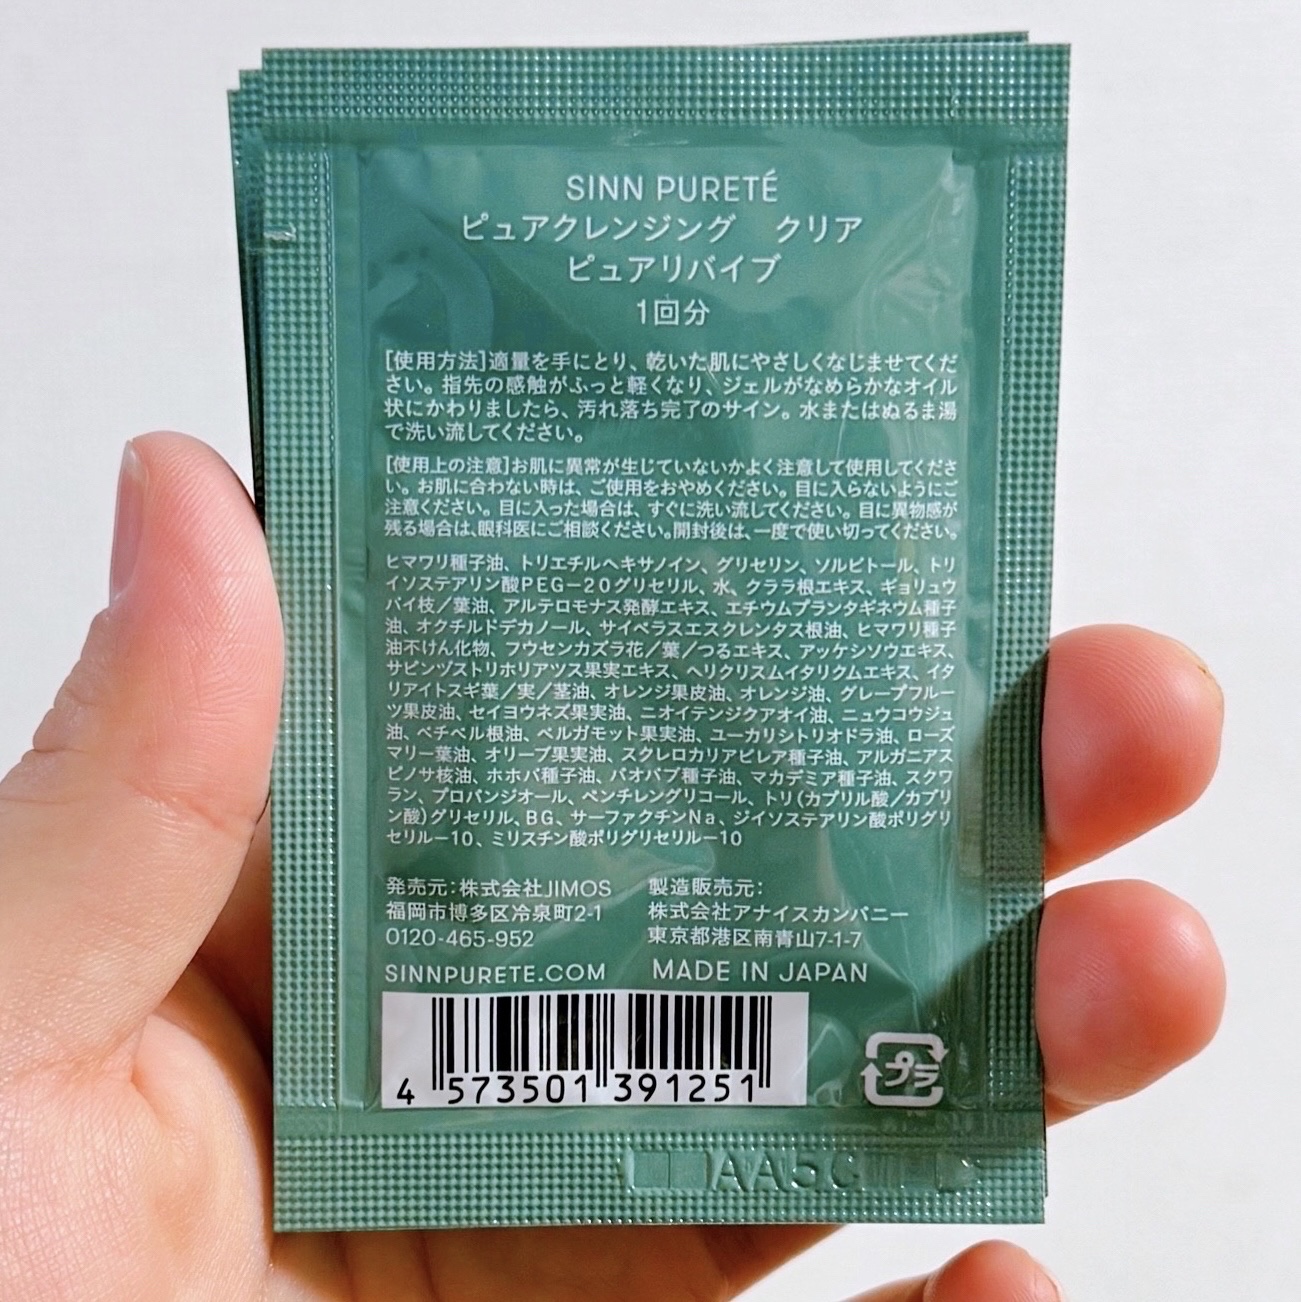 SINN PURETÉ
ピュアクレンジング クリア
ピュアリバイブ
1回分
[使用方法]適量を手にとり、乾いた肌にやさしくなじませてくだ
さい。指先の感触がふっと軽くなり、ジェルがなめらかなオイル
状にかわりましたら、汚れ落ち完了のサイン。水またはぬるま湯
で洗い流してください。
[使用上の注意]お肌に異常が生じていないかよく注意して使用してくださ
い。お肌に合わない時は、ご使用をおやめください。目に入らないようにご
注意ください。目に入った場合は、すぐに洗い流してください。目に異物感が
残る場合は、眼科医にご相談ください。開封後は、一度で使い切ってください。
ヒマワリ種子油、トリエチルヘキサノイン、グリセリン、ソルビトール、トリ
イソステアリン酸PEG-20グリセリル、水、クララ根エキス、ギョリュウ
バイ枝/葉油、アルテロモナス発酵エキス、エチウムプランタギネウム種子
油、オクチルドデカノール、サイペラスエスクレンタス根油、ヒマワリ種子
油不けん化物、フウセンカズラ花/葉/つるエキス、アッケシソウエキス、
サピンヅストリホリアツス果実エキス、ヘリクリスムイタリクムエキス、イタ
リアイトスギ葉/実/茎油、オレンジ果皮油、オレンジ油、グレープフルー
ツ果皮油、セイヨウネズ果実油、ニオイテンジクアオイ油、ニュウコウジュ
油、ベチベル根油、ベルガモット果実油、ユーカリシトリオドラ油、ローズ
マリー葉油、オリーブ果実油、スクレロカリアビレア種子油、アルガニアス
ピノサ核油、ホホバ種子油、バオバブ種子油、マカデミア種子油、スクワ
ラン、プロパンジオール、ペンチレングリコール、トリ(カプリル酸/カプリ
ン酸)グリセリル、BG、サーファクチンNa、ジイソステアリン酸ポリグリ
セリル-10、ミリスチン酸ポリグリセリル-10
発売元:株式会社JIMOS
福岡市博多区冷泉町2-1
0120-465-952
SINNPURETE.COM
製造販売元:
株式会社アナイスカンパニー
東京都港区南青山7-1-7
MADE IN JAPAN
4 573501 391251
プラ